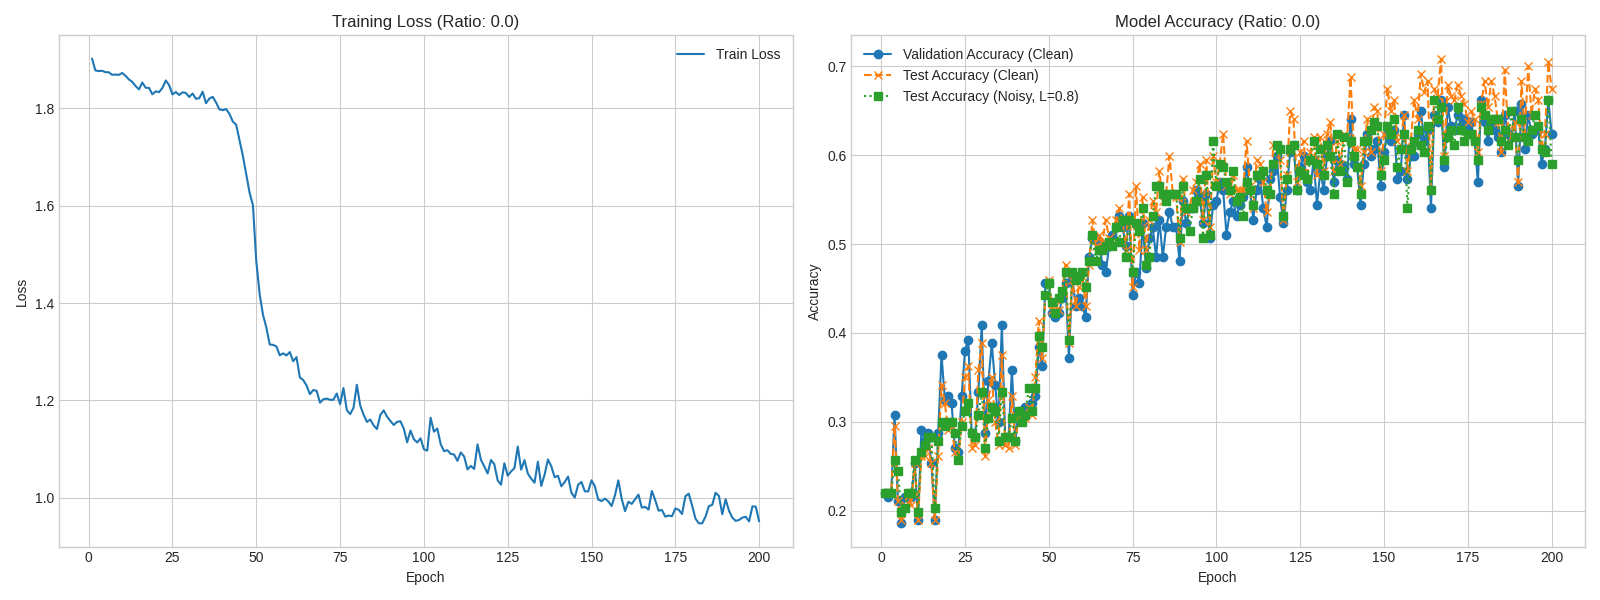 Training Loss (Ratio: 0.0)
Train Loss
1.8
1.6
1.4
1.2
1.0
Loss
0
25
50
75
100
125
150
175
200
Epoch
Model Accuracy (Ratio: 0.0)
Validation Accuracy (Clean)
Test Accuracy (Clean)
Test Accuracy (Noisy, L=0.8)
0.7
0.6
0.5
0.4
0.3
0.2
Accuracy
0
25
50
75
100
125
150
175
200
Epoch